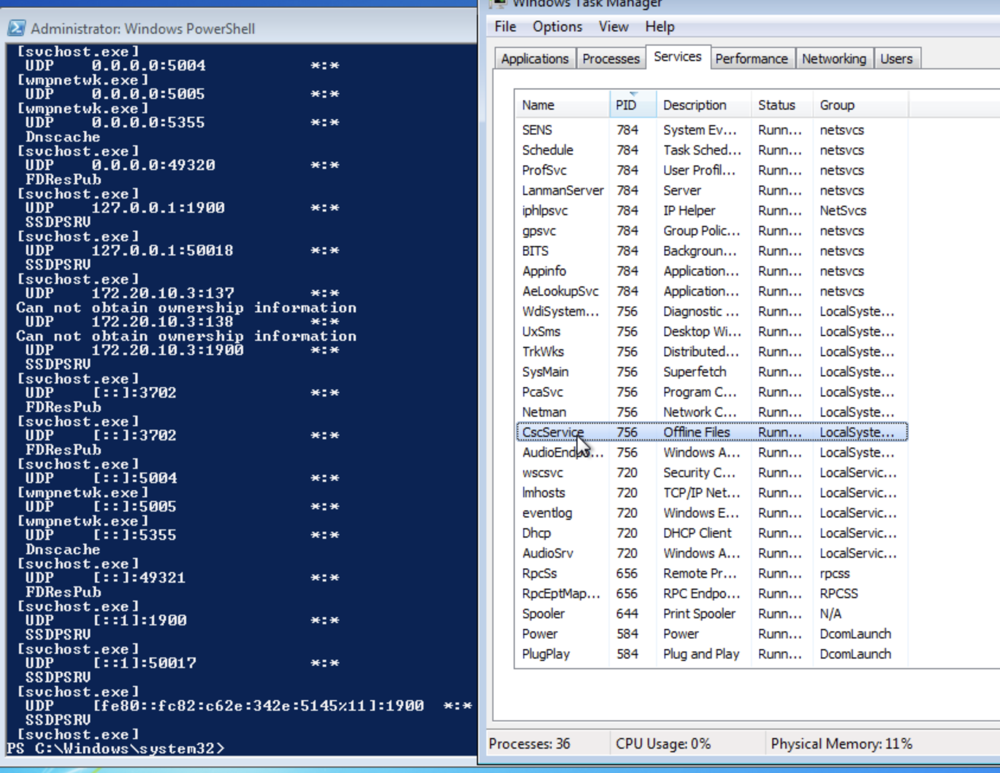 Administrator: Windows PowerShell
[svchost.exe]
UDP 0.0.0.0:5004 *:*
[wmpnetwk.exe]
UDP 0.0.0.0:5005 *:*
[wmpnetwk.exe]
UDP 0.0.0.0:5355 *:*
Dnscache
[svchost.exe]
UDP 0.0.0.0:49320 *:*
FDResPub
[svchost.exe]
UDP 127.0.0.1:1900 *:*
SSDPSRV
[svchost.exe]
UDP 127.0.0.1:50018 *:*
SSDPSRV
[svchost.exe]
UDP 172.20.10.3:137 *:*
Can not obtain ownership information
UDP 172.20.10.3:138 *:*
Can not obtain ownership information
UDP 172.20.10.3:1900 *:*
SSDPSRV
[svchost.exe]
UDP [::]:3702 *:*
FDResPub
[svchost.exe]
UDP [::]:3702 *:*
FDResPub
[svchost.exe]
UDP [::]:5004 *:*
[wmpnetwk.exe]
UDP [::]:5005 *:*
[wmpnetwk.exe]
UDP [::]:5355 *:*
Dnscache
[svchost.exe]
UDP [::]:49321 *:*
FDResPub
[svchost.exe]
UDP [::1]:1900 *:*
SSDPSRV
[svchost.exe]
UDP [::1]:50017 *:*
SSDPSRV
[svchost.exe]
UDP [fe80::fc82:c62e:342e:5145%11]:1900 *:*
SSDPSRV
[svchost.exe]
PS C:\Windows\system32>
Windows Task Manager
File Options View Help
Applications Processes Services Performance Networking Users
Name PID Description Status Group
SENS 784 System Ev... Runn... netsvcs
Schedule 784 Task Sched... Runn... netsvcs
ProfSvc 784 User Profil... Runn... netsvcs
LanmanServer 784 Server Runn... netsvcs
iphlpsvc 784 IP Helper Runn... NetSvcs
gpsvc 784 Group Polic... Runn... netsvcs
BITS 784 Backgroun... Runn... netsvcs
Appinfo 784 Application... Runn... netsvcs
AeLookupSvc 784 Application... Runn... netsvcs
WdiSystem... 756 Diagnostic ... Runn... LocalSyste...
UxSms 756 Desktop Wi... Runn... LocalSyste...
TrkWks 756 Distributed... Runn... LocalSyste...
SysMain 756 Superfetch Runn... LocalSyste...
PcaSvc 756 Program C... Runn... LocalSyste...
Netman 756 Network C... Runn... LocalSyste...
CscService 756 Offline Files Runn... LocalSyste...
AudioEndpo... 756 Windows A... Runn... LocalSyste...
wscsvc 720 Security C... Runn... LocalServic...
lmhosts 720 TCP/IP Net... Runn... LocalServic...
eventlog 720 Windows E... Runn... LocalServic...
Dhcp 720 DHCP Client Runn... LocalServic...
AudioSrv 720 Windows A... Runn... LocalServic...
RpcSs 656 Remote Pr... Runn... rpcss
RpcEptMap... 656 RPC Endpo... Runn... RPCSS
Spooler 644 Print Spooler Runn... N/A
Power 584 Power Runn... DcomLaunch
PlugPlay 584 Plug and Play Runn... DcomLaunch
Processes: 36 CPU Usage: 0% Physical Memory: 11%